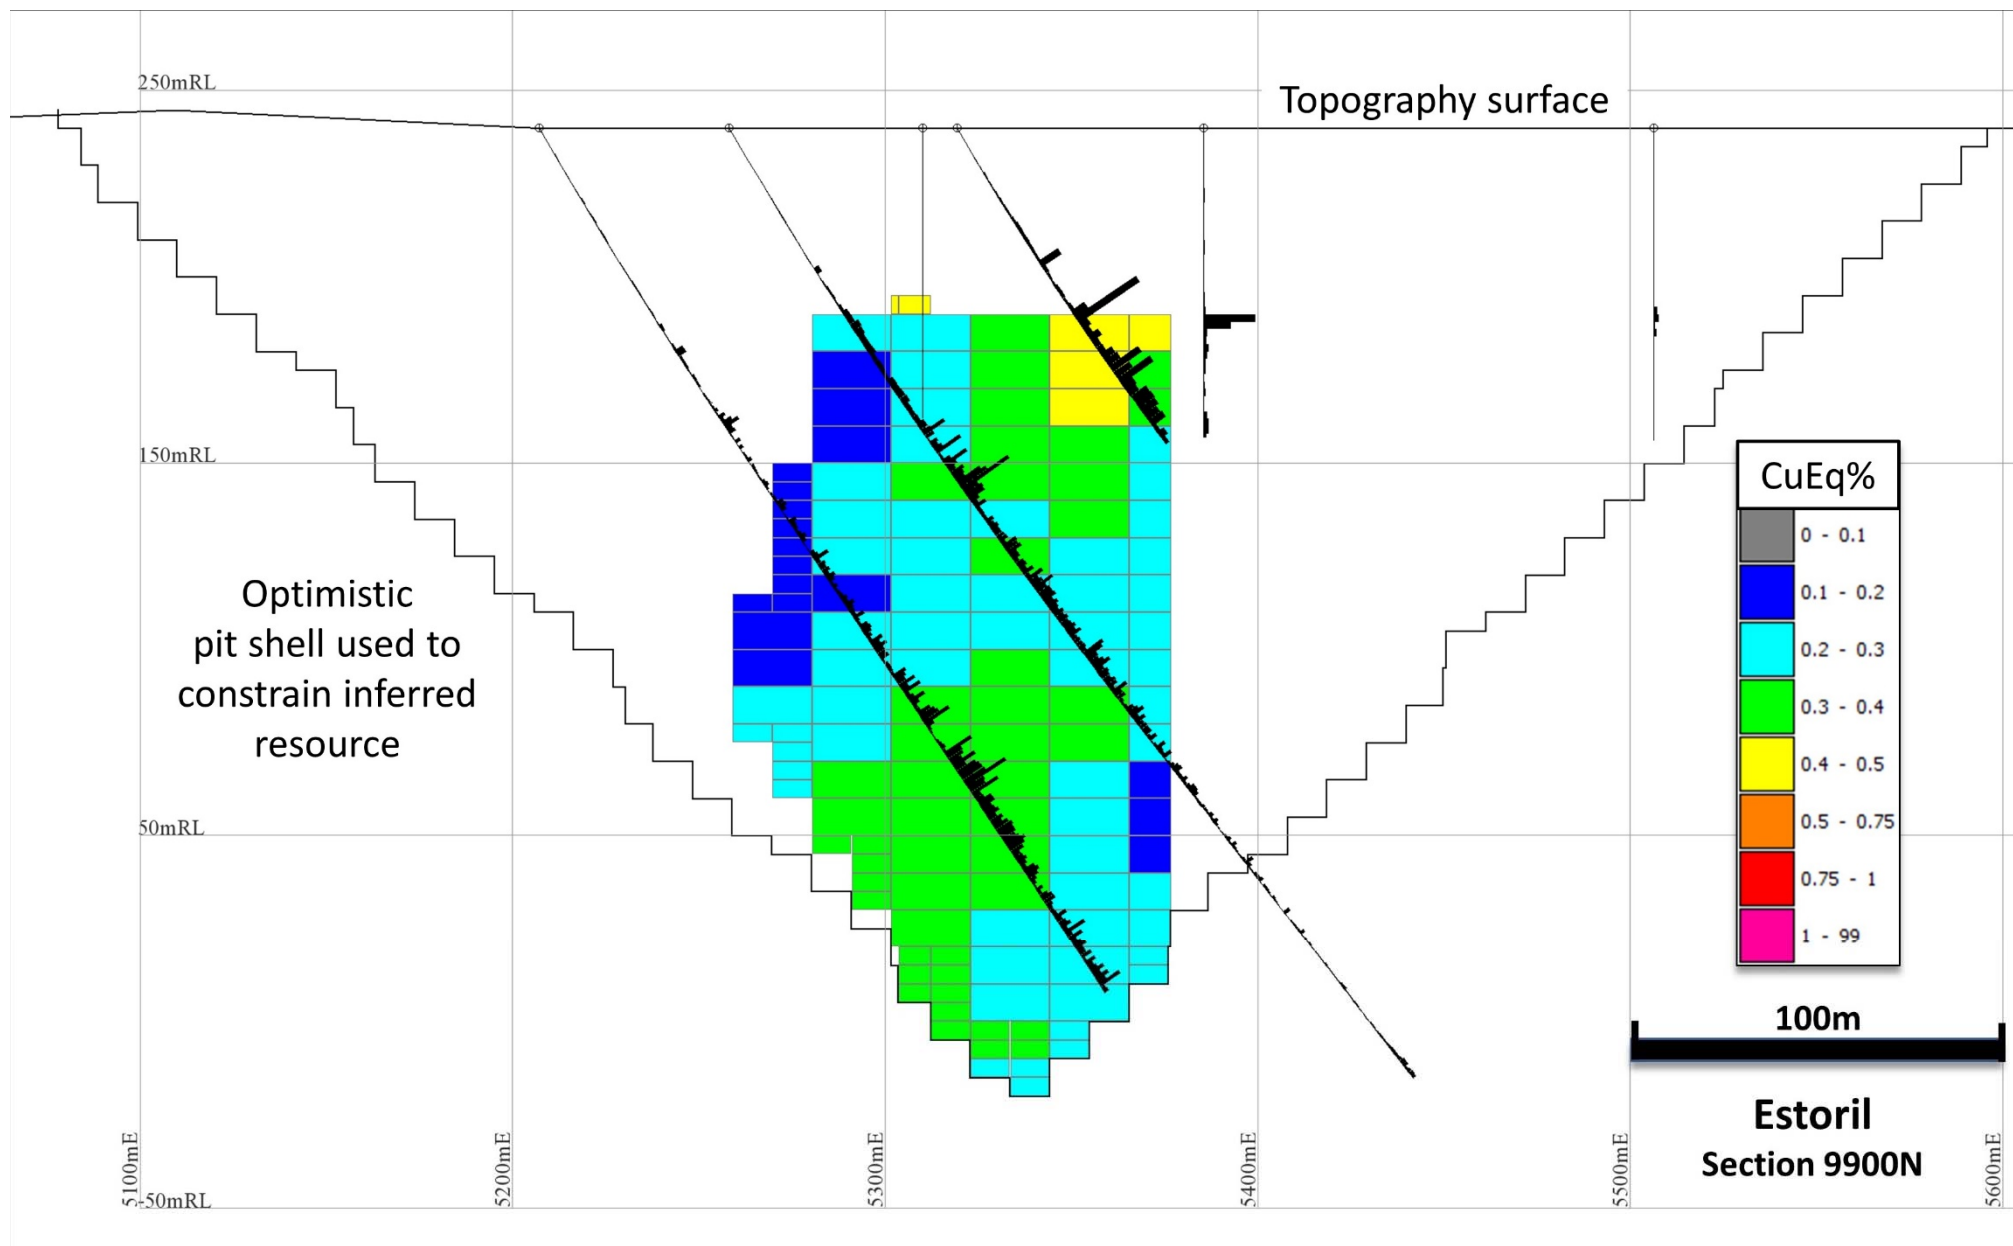 250mRL
Topography surface
150mRL
CuEq%
0 - 0.1
0.1 - 0.2
0.2 - 0.3
0.3 - 0.4
0.4 - 0.5
0.5 - 0.75
0.75 - 1
1 - 99
Optimistic
pit shell used to
constrain inferred
resource
50mRL
100m
Estoril
Section 9900N
-50mRL
5100mE
5200mE
5300mE
5400mE
5500mE
5600mE